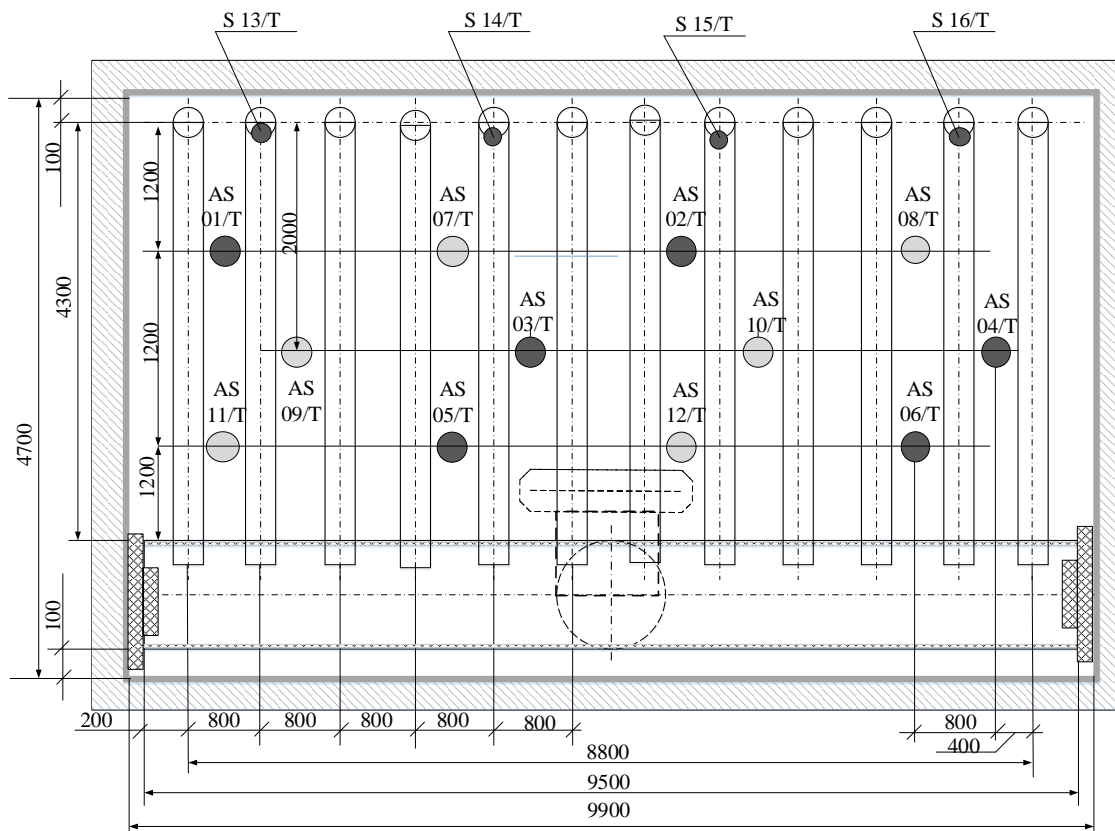 S 13/T
S 14/T
S 15/T
S 16/T
100
1200
2000
AS
01/T
AS
07/T
AS
02/T
AS
08/T
4300
1200
AS
03/T
AS
10/T
AS
04/T
AS
11/T
AS
09/T
AS
05/T
AS
12/T
AS
06/T
4700
1200
100
200
800
800
800
800
800
800
400
8800
9500
9900